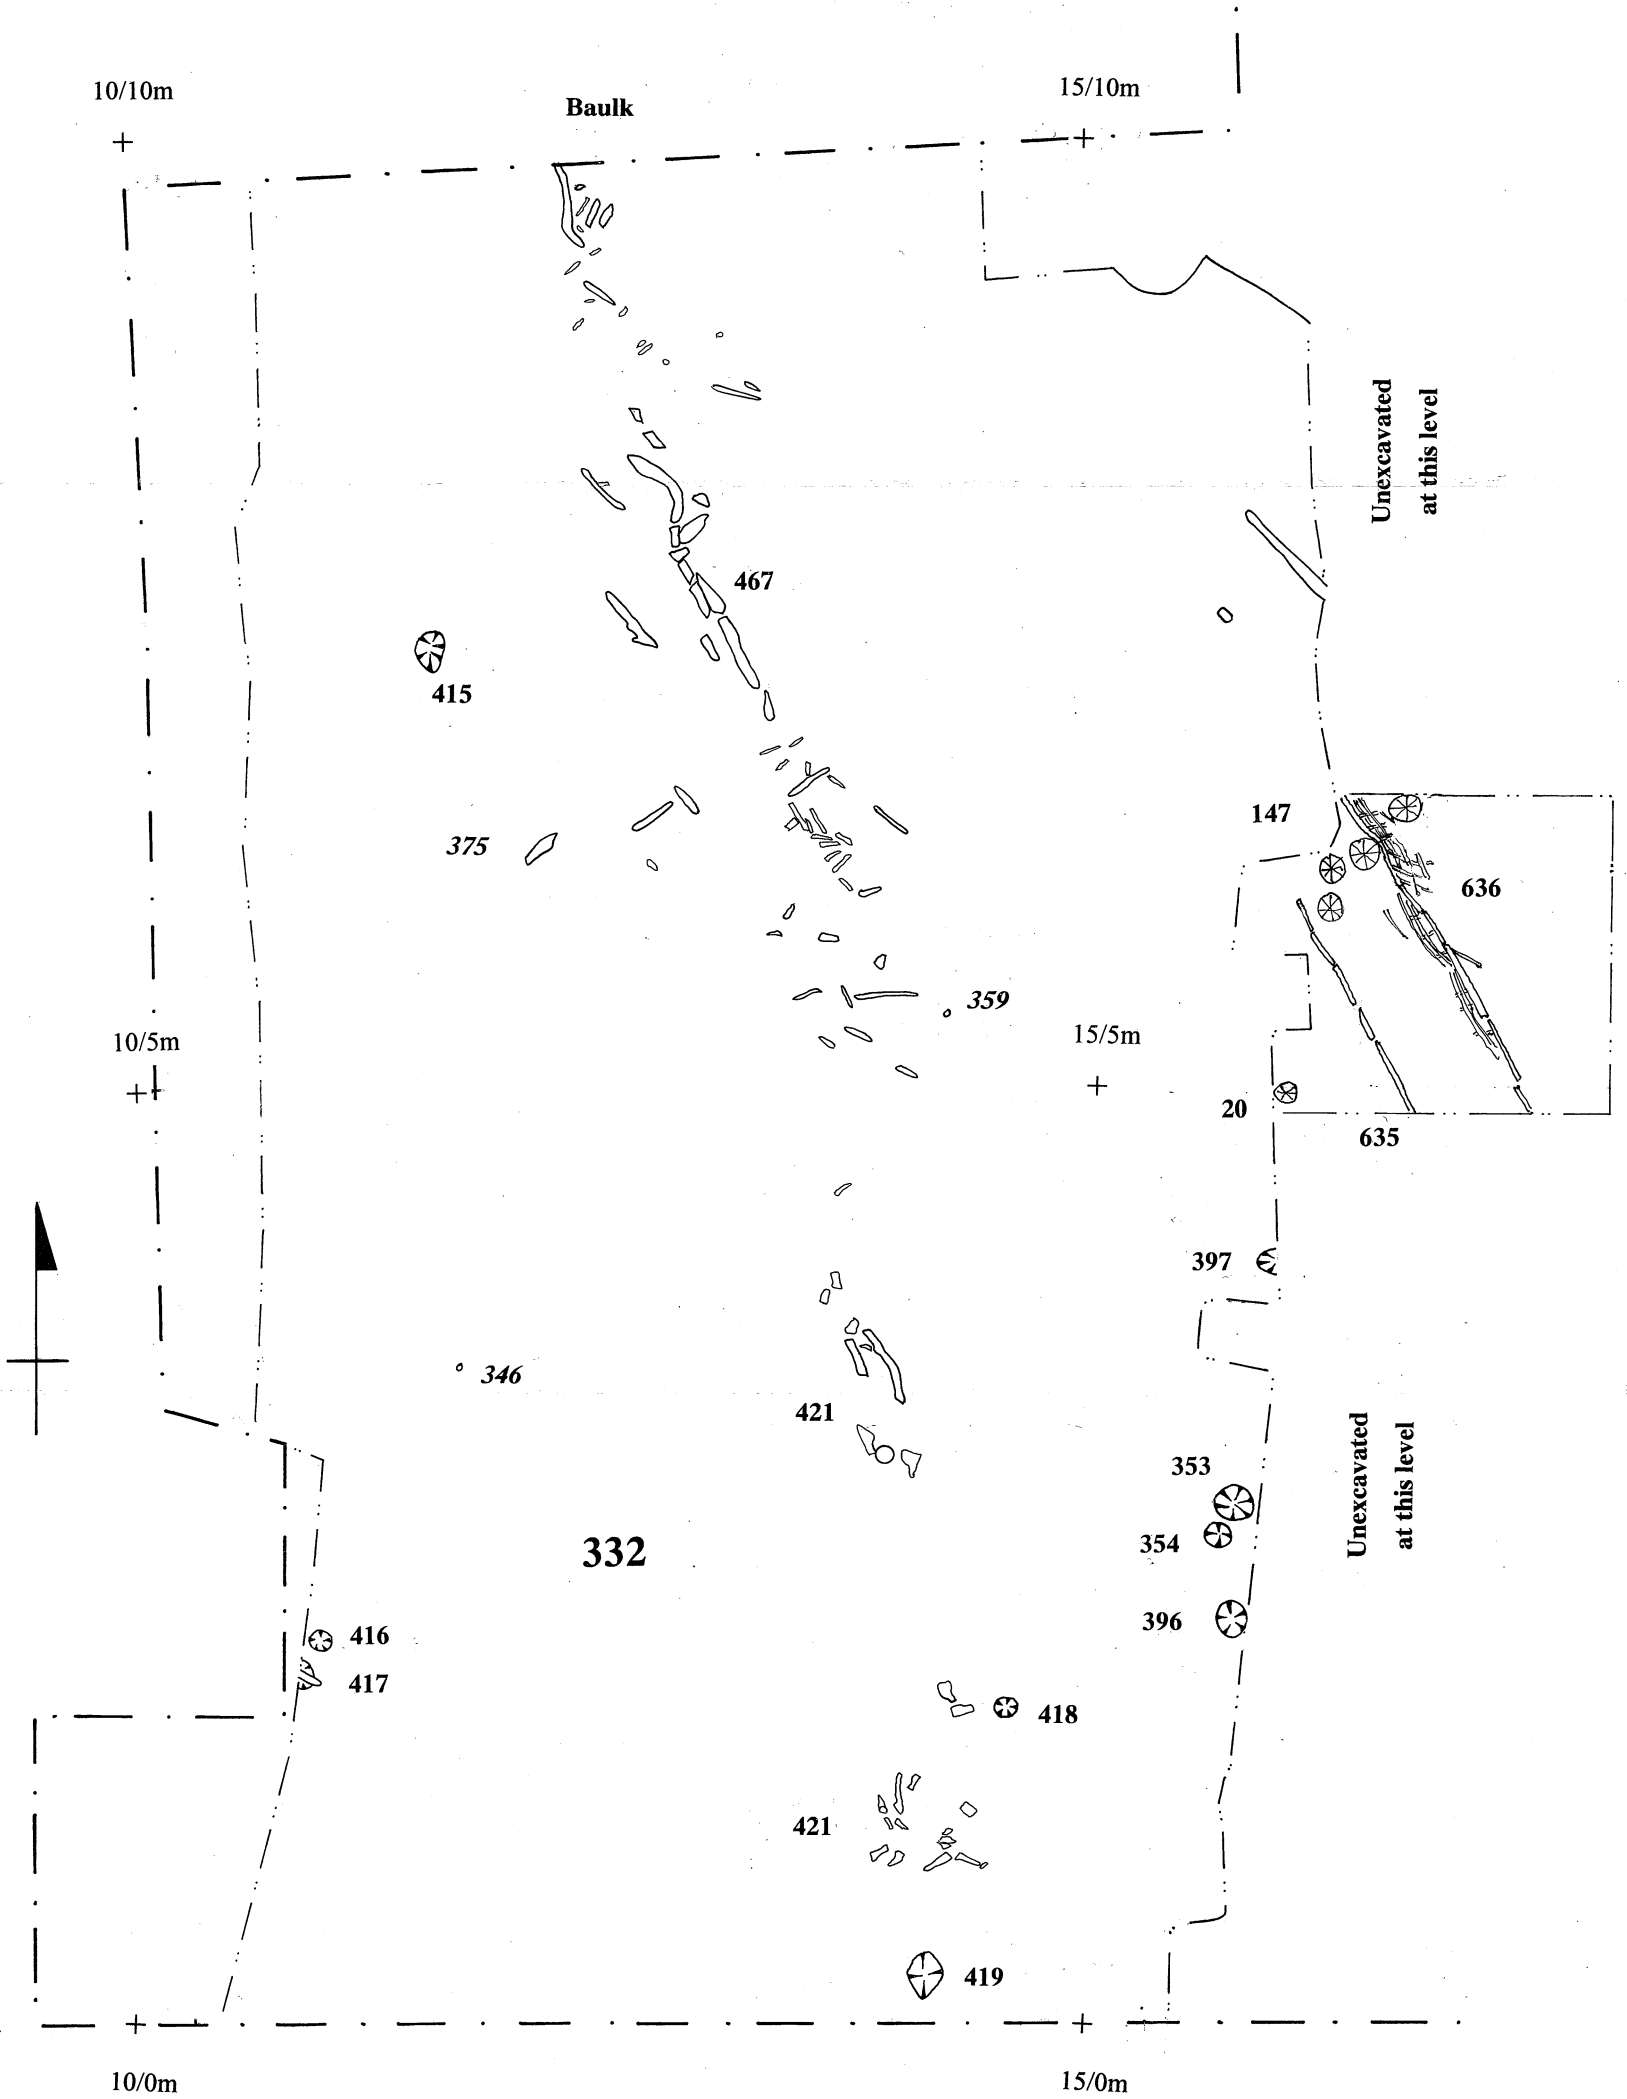 10/10m
15/10m
Baulk
Unexcavated
at this level
467
415
147
375
636
359
10/5m
15/5m
20
635
397
346
421
353
332
354
396
416
417
418
421
419
Unexcavated
at this level
10/0m
15/0m